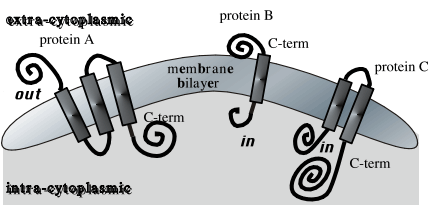 extra-cytoplasmic
protein A
out
C-term
membrane
bilayer
protein B
C-term
in
protein C
in
C-term
intra-cytoplasmic